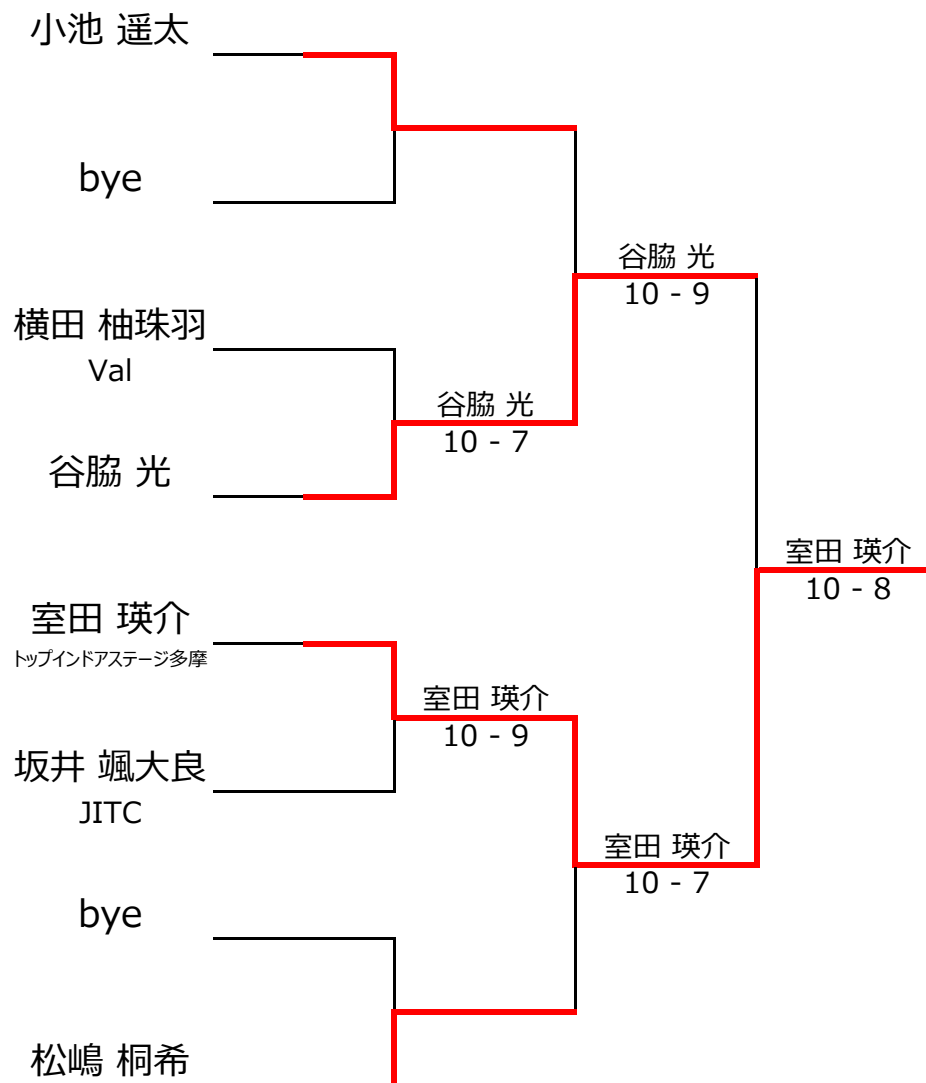 小池 遥太
bye
横田 柚珠羽
Val
谷脇 光
室田 瑛介
トップインドアステージ多摩
坂井 颯大良
JITC
bye
松嶋 桐希
谷脇 光
10 - 7
室田 瑛介
10 - 9
谷脇 光
10 - 9
室田 瑛介
10 - 7
室田 瑛介
10 - 8